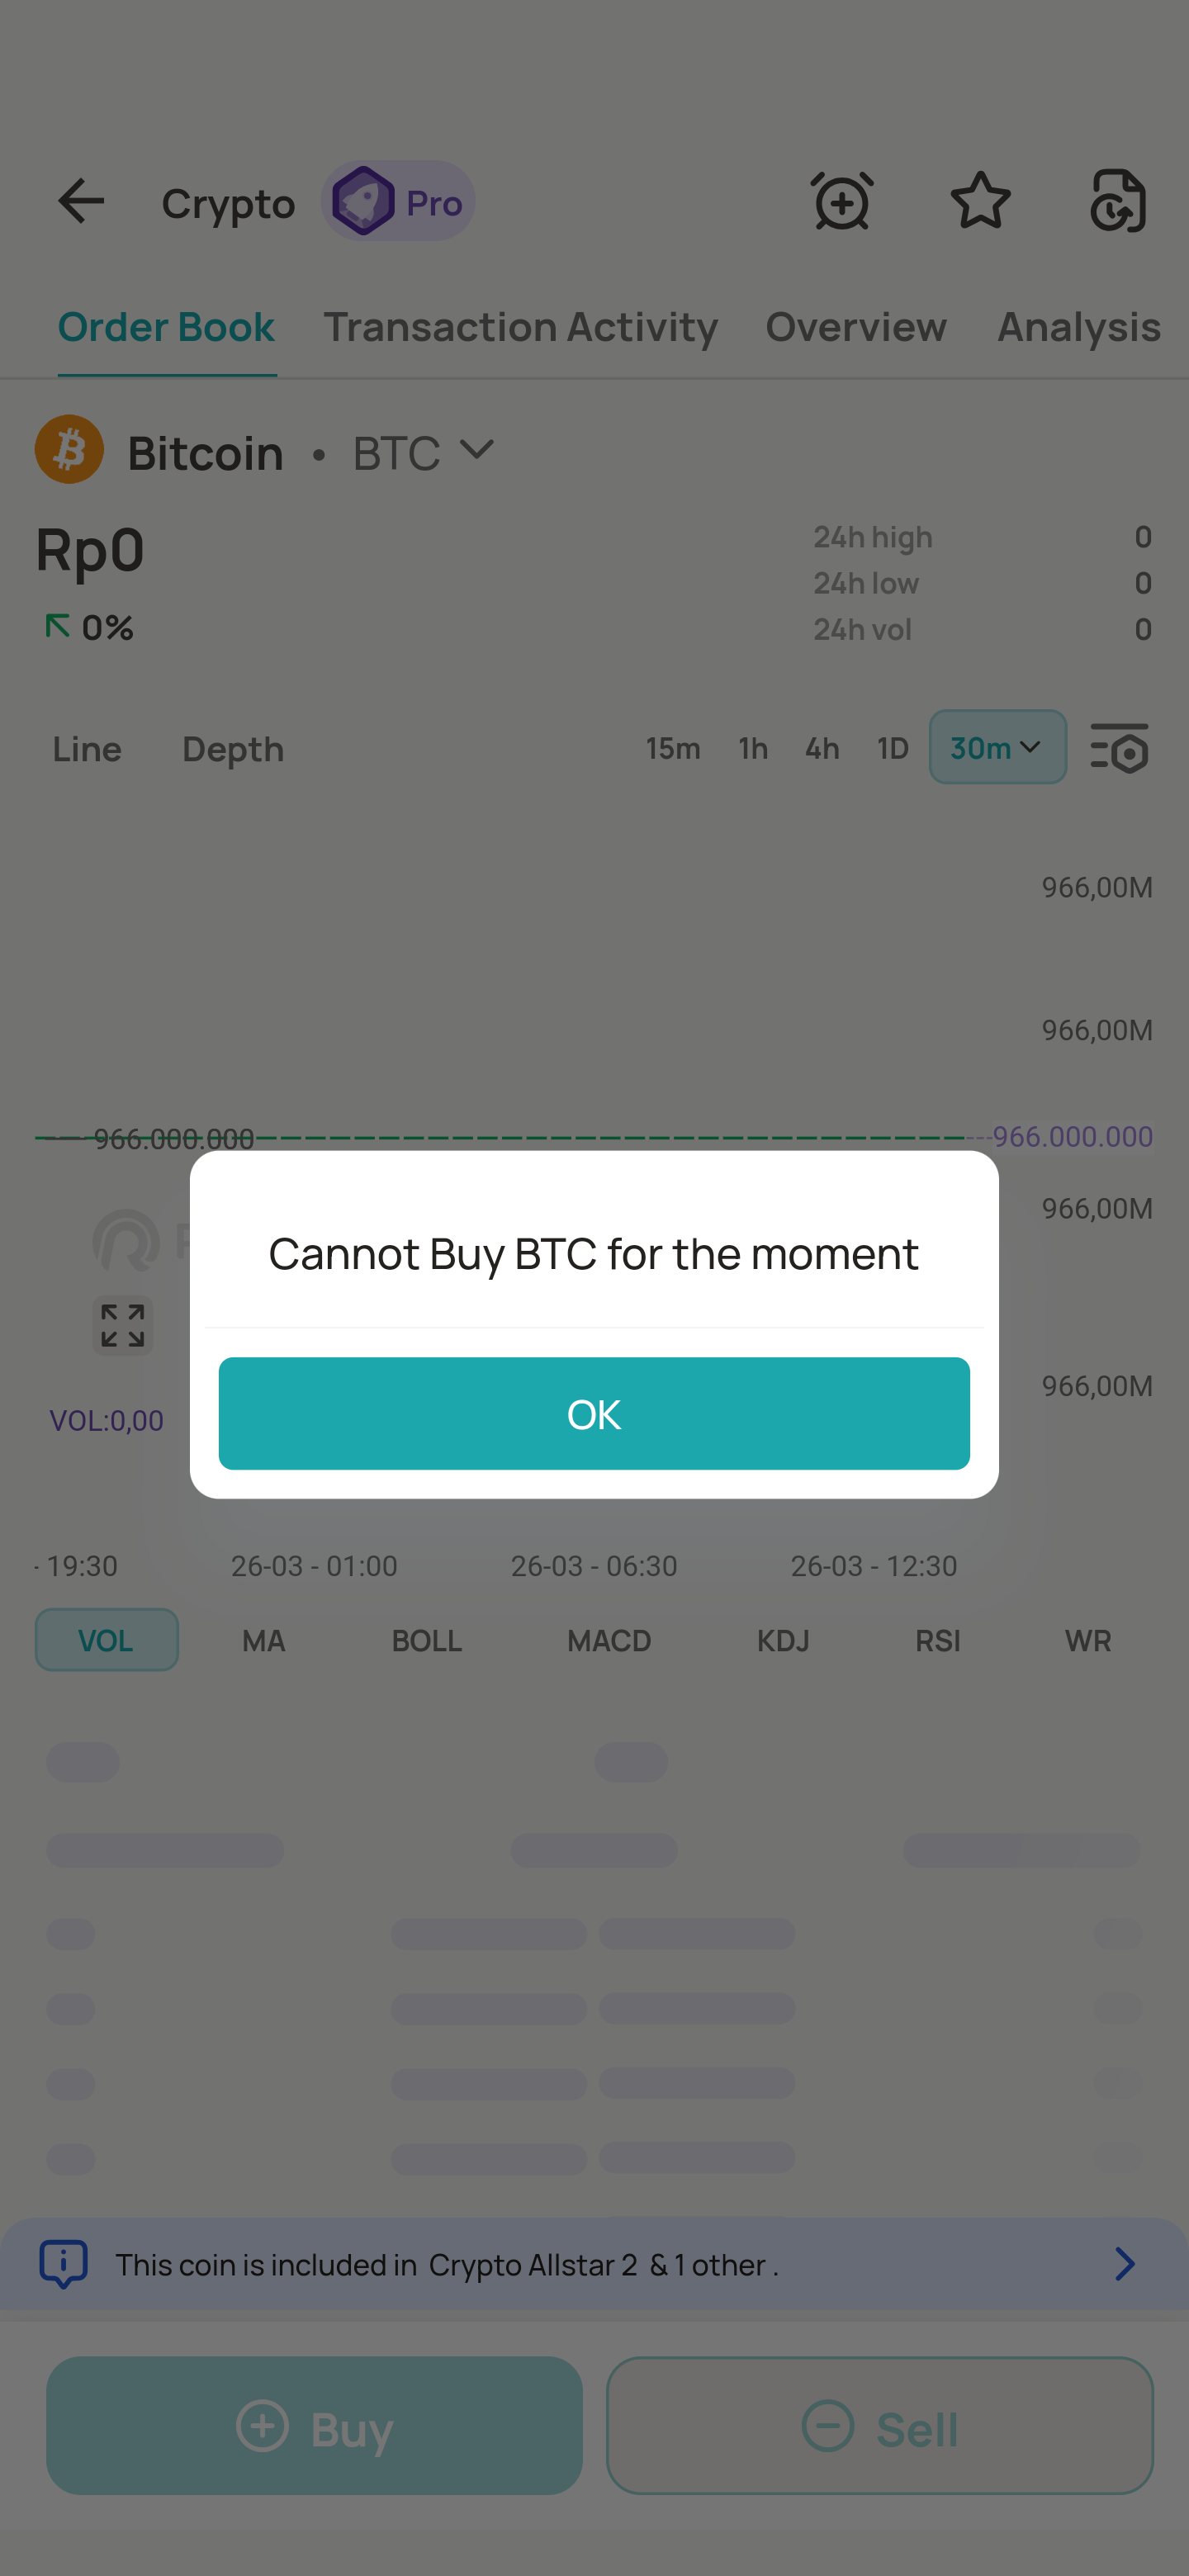 Crypto Pro
Order Book Transaction Activity Overview Analysis
Bitcoin • BTC
Rp0
24h high 0
24h low 0
0%
24h vol 0
Line Depth 15m 1h 4h 1D 30m
966,00M
966,00M
966.000.000 966.000.000
966,00M
Cannot Buy BTC for the moment
966,00M
OK
VOL:0,00
- 19:30 26-03 - 01:00 26-03 - 06:30 26-03 - 12:30
VOL MA BOLL MACD KDJ RSI WR
This coin is included in Crypto Allstar 2 & 1 other .
Buy Sell